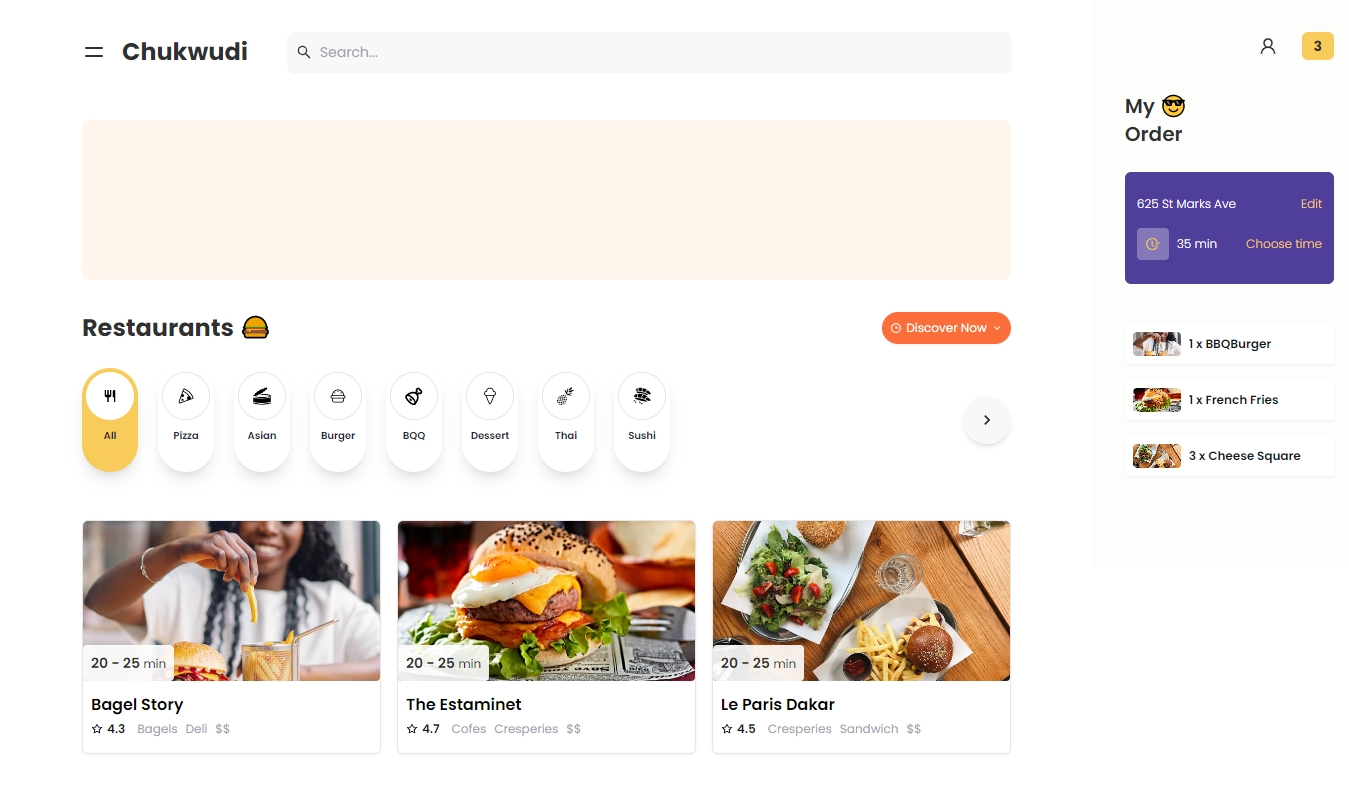 Chukwudi
Search...
3
My 😎
Order
625 St Marks Ave
Edit
35 min
Choose time
Restaurants 🍔
Discover Now
All
Pizza
Asian
Burger
BQQ
Dessert
Thai
Sushi
1 x BBQBurger
1 x French Fries
3 x Cheese Square
20 - 25 min
20 - 25 min
20 - 25 min
Bagel Story
4.3 Bagels Deli $$
The Estaminet
4.7 Cofes Cresperies $$
Le Paris Dakar
4.5 Cresperies Sandwich $$